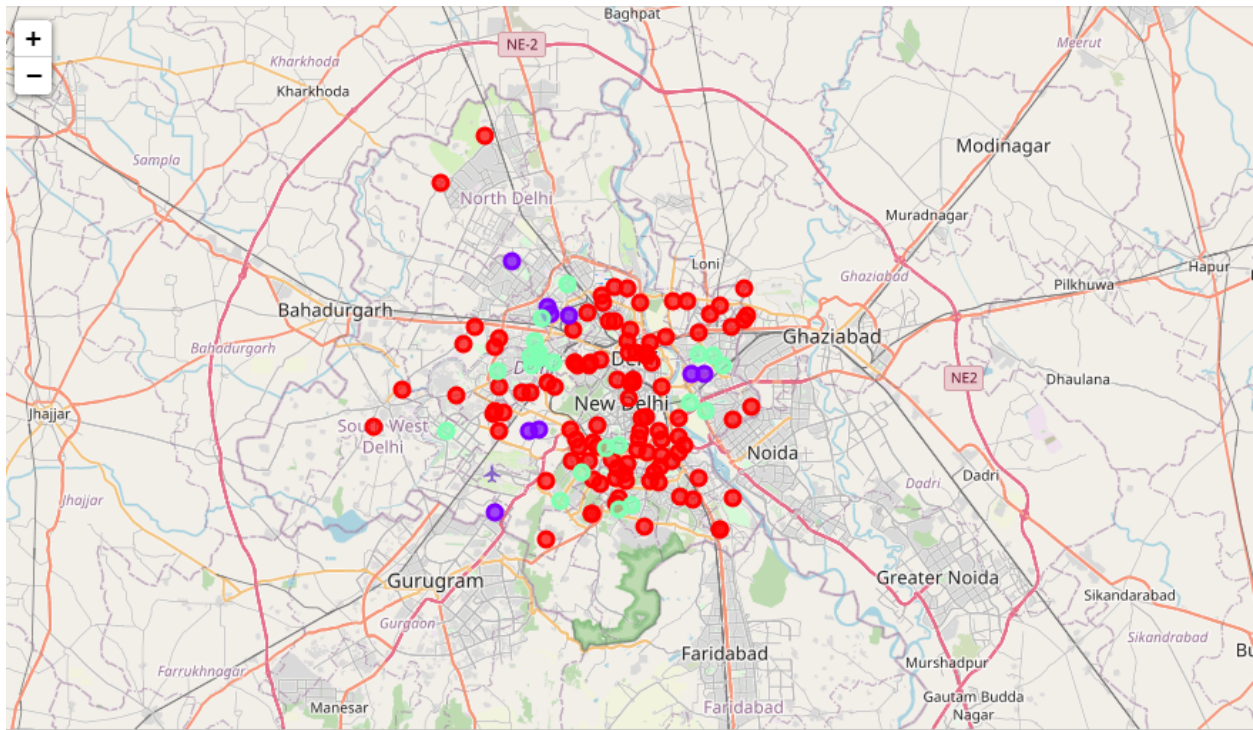 Baghpat
+
−
NE-2
Meerut
Kharkhoda
Kharkhoda
Modinagar
Sampla
North Delhi
Muradnagar
Loni
Hapur
Ghaziabad
Pilkhuwa
Bahadurgarh
Ghaziabad
Bahadurgarh
NE2
Dhaulana
New Delhi
Jhajjar
South West
Delhi
Noida
Dadri
Dadri
Jhajjar
Gurugram
Greater Noida
Sikandarabad
Gurgaon
Sikandrabad
Faridabad
Bu
Murshadpur
Farrukhnagar
Gautam Budda
Nagar
Manesar
Faridabad